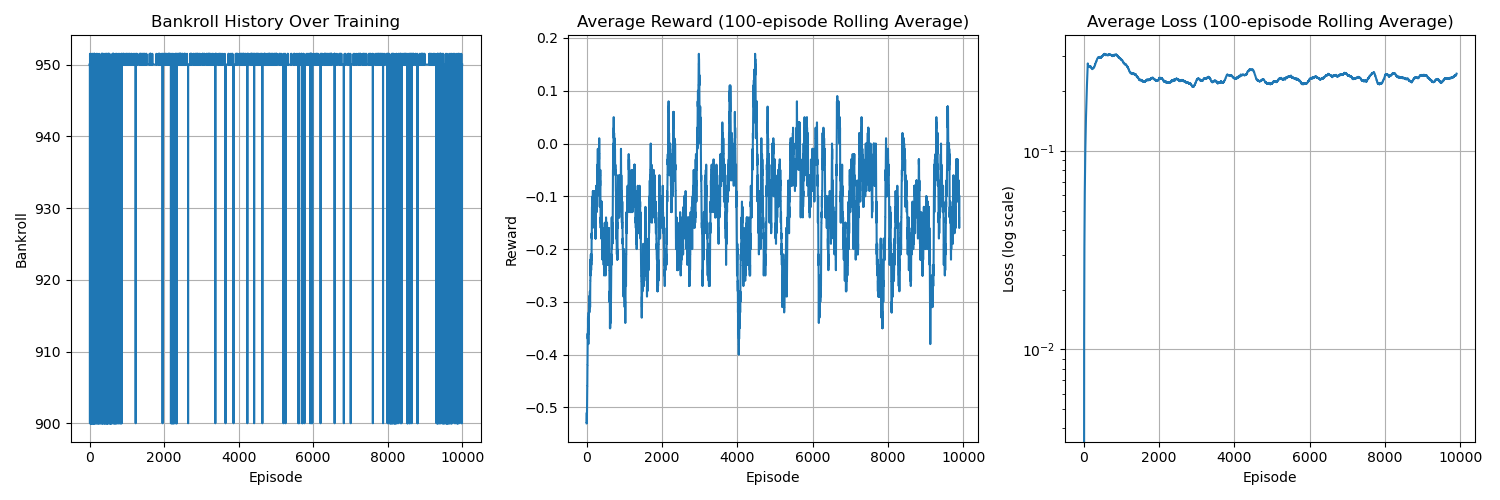 Bankroll History Over Training
Bankroll
950
940
930
920
910
900
0 2000 4000 6000 8000 10000
Episode
Average Reward (100-episode Rolling Average)
Reward
0.2
0.1
0.0
−0.1
−0.2
−0.3
−0.4
−0.5
0 2000 4000 6000 8000 10000
Episode
Average Loss (100-episode Rolling Average)
Loss (log scale)
10⁻¹
10⁻²
0 2000 4000 6000 8000 10000
Episode